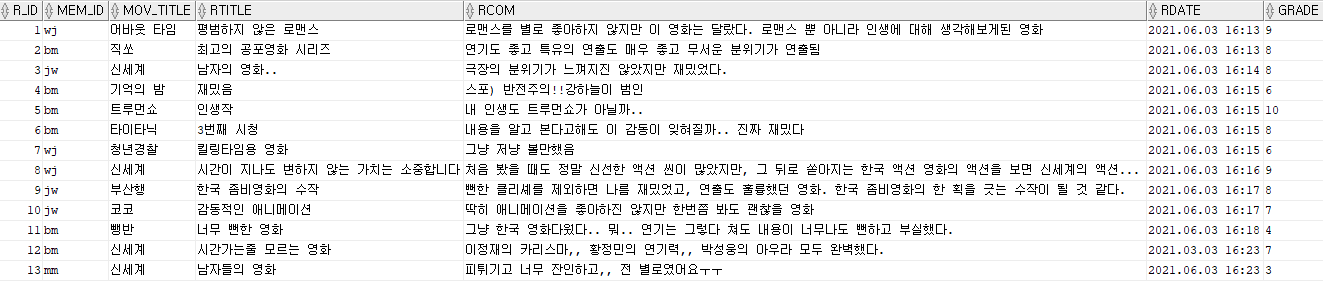 R_ID MEM_ID MOV_TITLE RTITLE RCOM RDATE GRADE
1 wj 어바웃 타임 평범하지 않은 로맨스 로맨스를 별로 좋아하지 않지만 이 영화는 달랐다. 로맨스 뿐 아니라 인생에 대해 생각해보게된 영화 2021.06.03 16:13 9
2 bm 직쏘 최고의 공포영화 시리즈 연기도 좋고 특유의 연출도 매우 좋고 무서운 분위기가 연출됨 2021.06.03 16:13 8
3 jw 신세계 남자의 영화.. 극장의 분위기가 느껴지진 않았지만 재밌었다. 2021.06.03 16:14 8
4 bm 기억의 밤 재밌음 스포) 반전주의!!강하늘이 범인 2021.06.03 16:15 6
5 bm 트루먼쇼 인생작 내 인생도 트루먼쇼가 아닐까.. 2021.06.03 16:15 10
6 bm 타이타닉 3번째 시청 내용을 알고 본다고해도 이 감동이 잊혀질까.. 진짜 재밌다 2021.06.03 16:15 8
7 wj 청년경찰 킬링타임용 영화 그냥 저냥 볼만했음 2021.06.03 16:15 6
8 wj 신세계 시간이 지나도 변하지 않는 가치는 소중합니다 처음 봤을 때도 정말 신선한 액션 씬이 많았지만, 그 뒤로 쏟아지는 한국 액션 영화의 액션을 보면 신세계의 액션... 2021.06.03 16:16 9
9 jw 부산행 한국 좀비영화의 수작 뻔한 클리셰를 제외하면 나름 재밌었고, 연출도 훌륭했던 영화. 한국 좀비영화의 한 획을 긋는 수작이 될 것 같다. 2021.06.03 16:17 8
10 jw 코코 감동적인 애니메이션 딱히 애니메이션을 좋아하진 않지만 한번쯤 봐도 괜찮을 영화 2021.06.03 16:17 7
11 bm 뺑반 너무 뻔한 영화 그냥 한국 영화다웠다.. 뭐.. 연기는 그렇다 쳐도 내용이 너무나도 뻔하고 부실했다. 2021.06.03 16:18 4
12 bm 신세계 시간가는줄 모르는 영화 이정재의 카리스마,, 황정민의 연기력,, 박성웅의 아우라 모두 완벽했다. 2021.03.03 16:23 7
13 mm 신세계 남자들의 영화 피튀기고 너무 잔인하고,, 전 별로였어요ㅜㅜ 2021.06.03 16:23 3